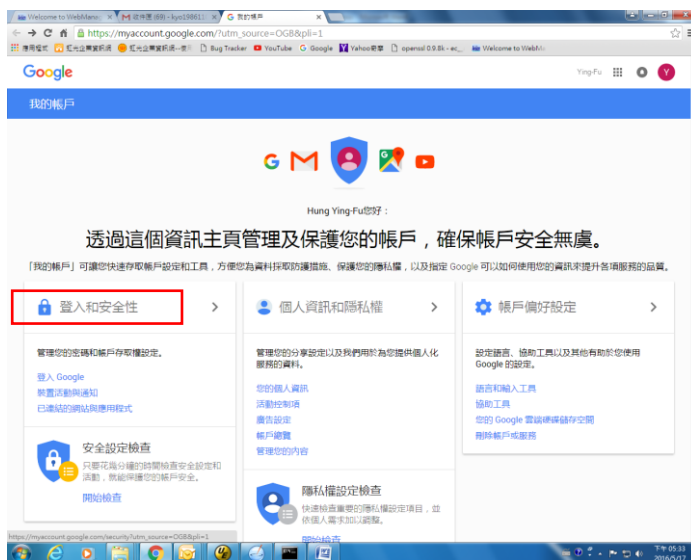 Welcome to WebMana
收件匣 (69) - kyo19861
我的帳戶
https://myaccount.google.com/?utm_source=OGB&pli=1
應用程式
Bug Tracker
YouTube
Google
openssl 0.9.8k - ec_
Welcome to WebMa
Google
Ying-Fu
Y
我的帳戶
Hung Ying-Fu您好：
透過這個資訊主頁管理及保護您的帳戶，確保帳戶安全無虞。
「我的帳戶」可讓您快速存取帳戶設定和工具，方便您為資料採取防護措施、保護您的隱私權，以及指定 Google 可以如何使用您的資訊來提升各項服務的品質。
登入和安全性
管理您的密碼和帳戶存取權設定。
登入 Google
裝置活動與通知
已連結的網站與應用程式
安全設定檢查
只要花幾分鐘的時間檢查安全設定和
活動，就能保護您的帳戶安全。
開始檢查
個人資訊和隱私權
管理您的分享設定以及我們用於為您提供個人化
服務的資料。
您的個人資訊
活動控制項
廣告設定
帳戶總覽
管理您的內容
隱私權設定檢查
快速檢查重要的隱私權設定項目，並
依個人需求加以調整。
開始檢查
帳戶偏好設定
設定語言、協助工具以及其他有助於您使用
Google 的設定。
語言和輸入工具
協助工具
您的 Google 雲端硬碟儲存空間
刪除帳戶或服務
https://myaccount.google.com/security?utm_source=OGB&pli=1
下午 05:33
2016/5/17